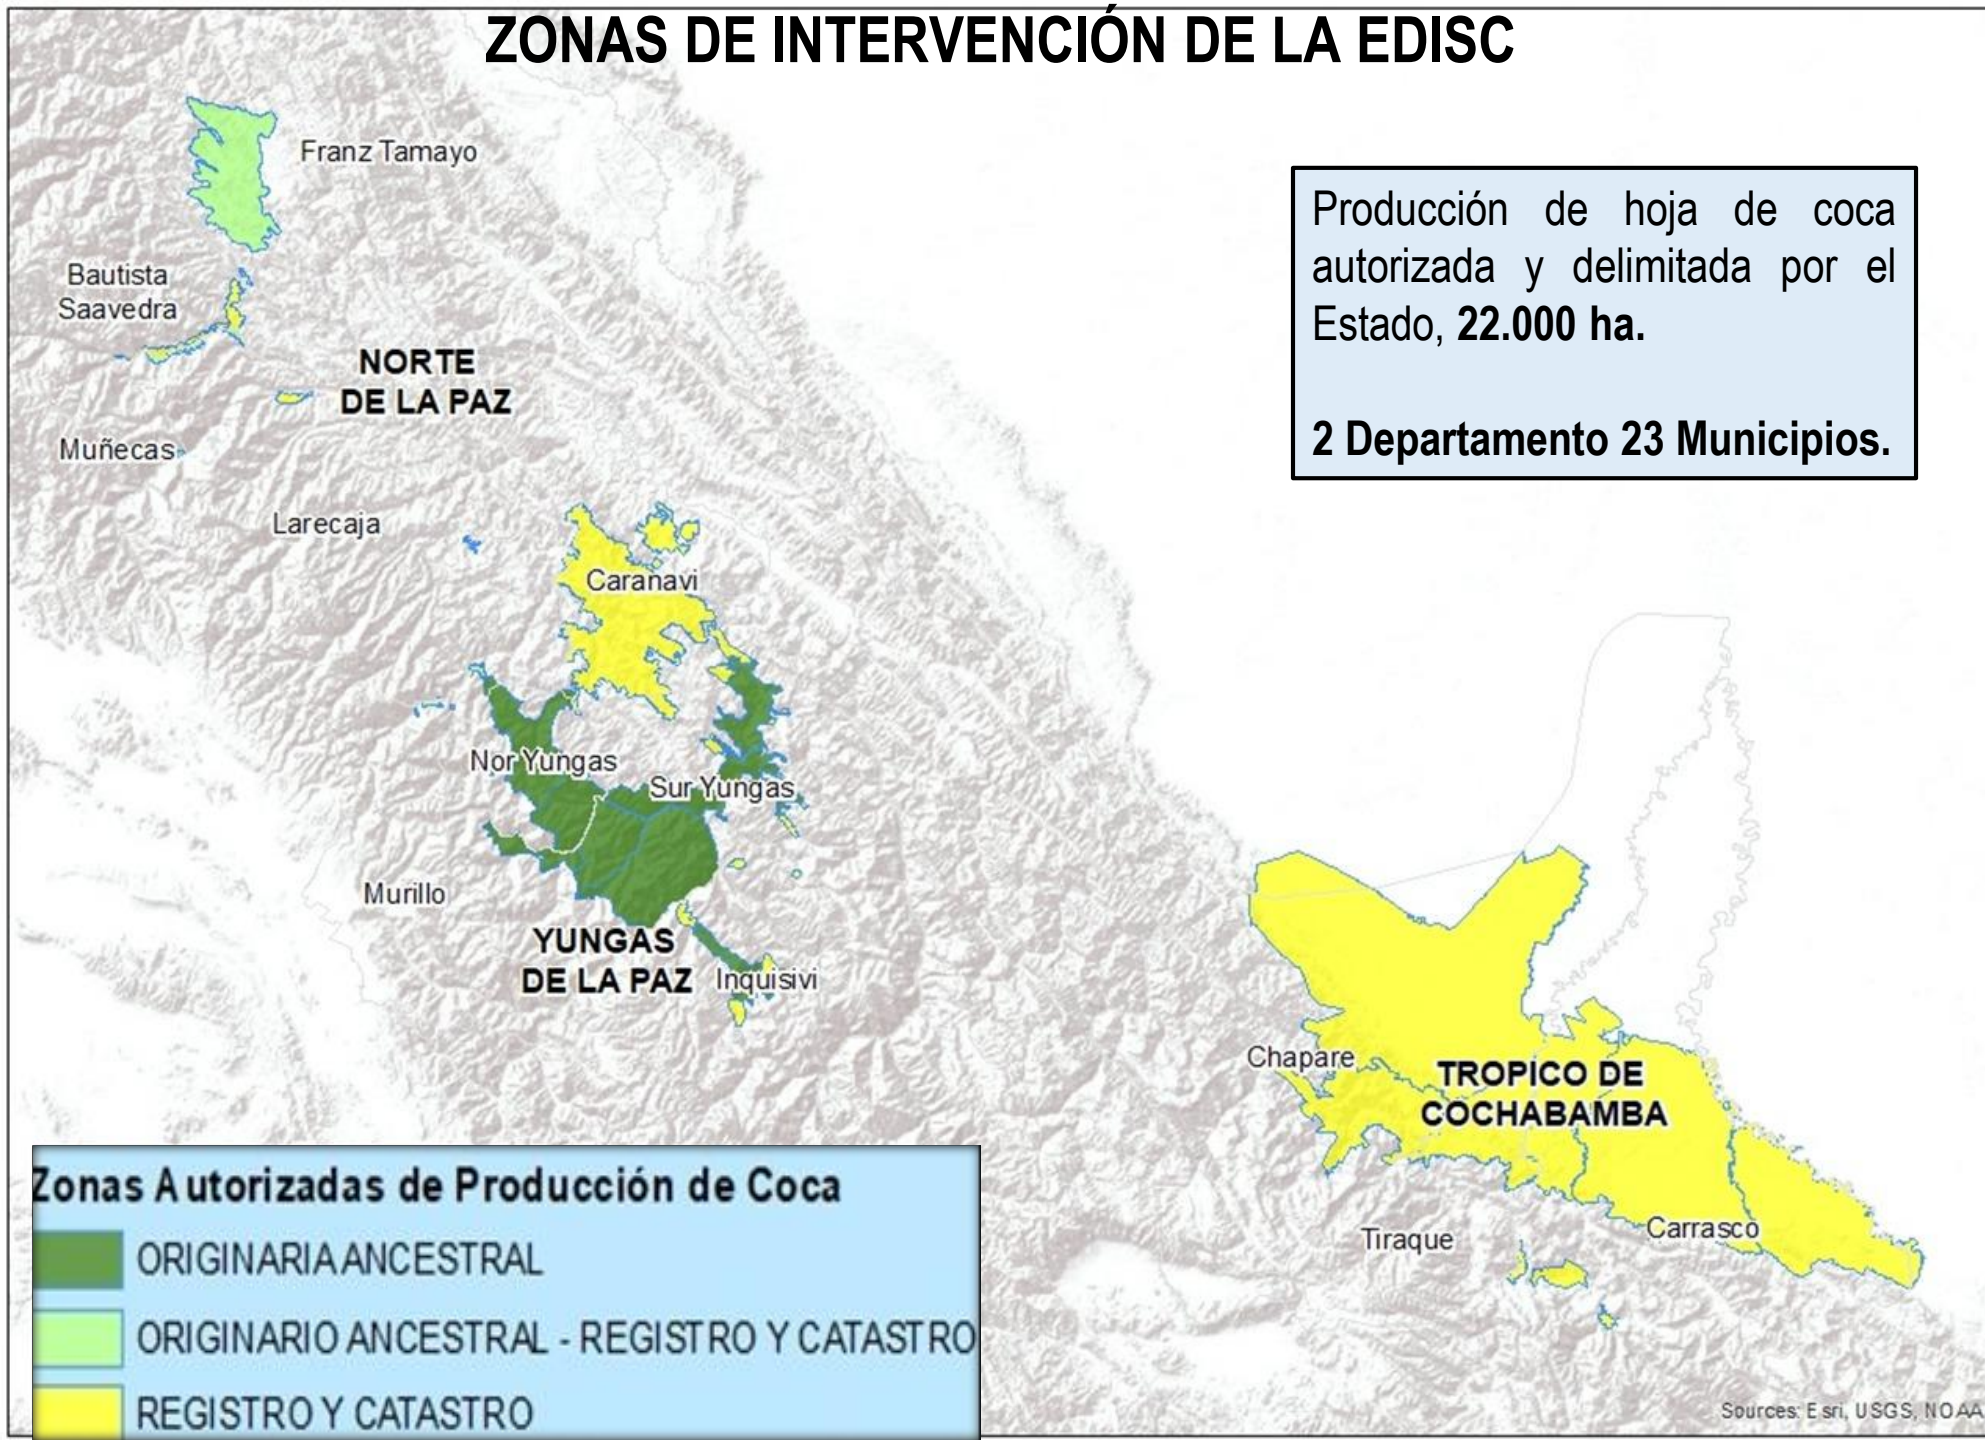 ZONAS DE INTERVENCIÓN DE LA EDISC
Franz Tamayo
Producción de hoja de coca
autorizada y delimitada por el
Estado, 22.000 ha.
2 Departamento 23 Municipios.
Bautista
Saavedra
NORTE
DE LA PAZ
Muñecas
Larecaja
Caranavi
Nor Yungas
Sur Yungas
Murillo
YUNGAS
DE LA PAZ
Inquisivi
Chapare
TROPICO DE
COCHABAMBA
Tiraque
Carrasco
Zonas Autorizadas de Producción de Coca
ORIGINARIA ANCESTRAL
ORIGINARIO ANCESTRAL - REGISTRO Y CATASTRO
REGISTRO Y CATASTRO
Sources: Esri, USGS, NOAA